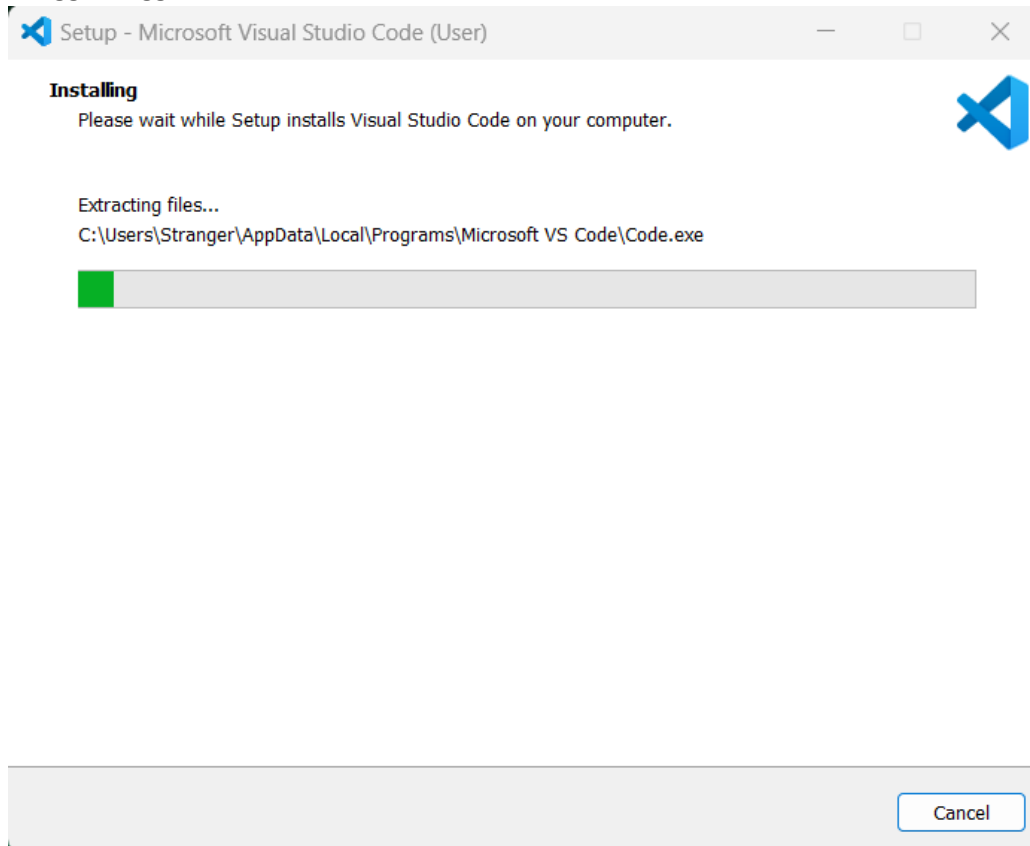 Setup - Microsoft Visual Studio Code (User)
Installing
Please wait while Setup installs Visual Studio Code on your computer.
Extracting files...
C:\Users\Stranger\AppData\Local\Programs\Microsoft VS Code\Code.exe
Cancel